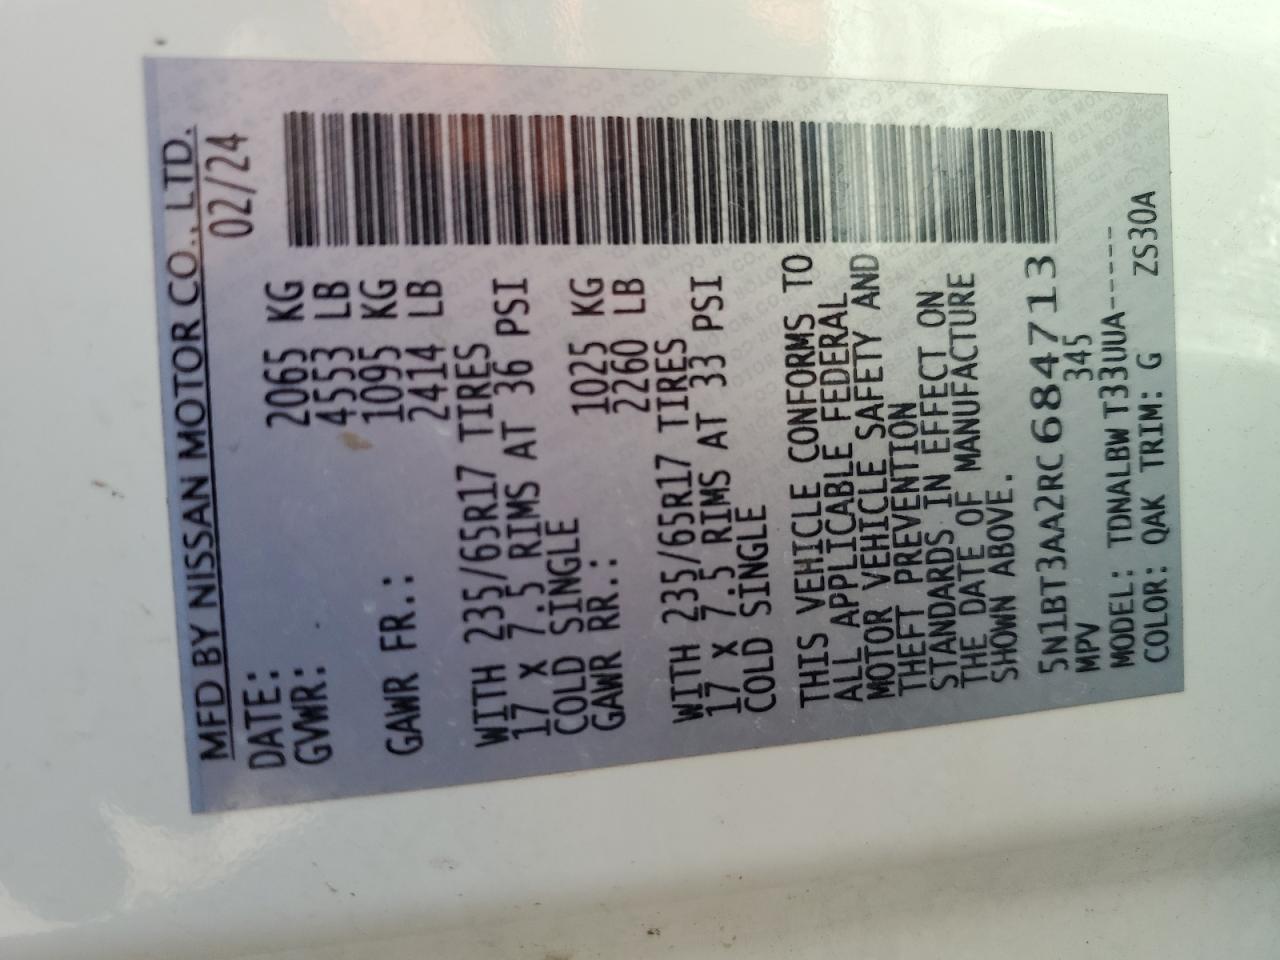 MFD BY NISSAN MOTOR CO., LTD.
DATE: 02/24
GVWR: 2065 KG
4553 LB
GAWR FR.: 1095 KG
2414 LB
WITH 235/65R17 TIRES
17 X 7.5 RIMS AT 36 PSI
COLD SINGLE
GAWR RR.: 1025 KG
2260 LB
WITH 235/65R17 TIRES
17 X 7.5 RIMS AT 33 PSI
COLD SINGLE
THIS VEHICLE CONFORMS TO
ALL APPLICABLE FEDERAL
MOTOR VEHICLE SAFETY AND
THEFT PREVENTION
STANDARDS IN EFFECT ON
THE DATE OF MANUFACTURE
SHOWN ABOVE.
5N1BT3AA2RC684713
MPV 345
MODEL: TDNALBW T33UUA-----
COLOR: QAK TRIM: G ZS30A